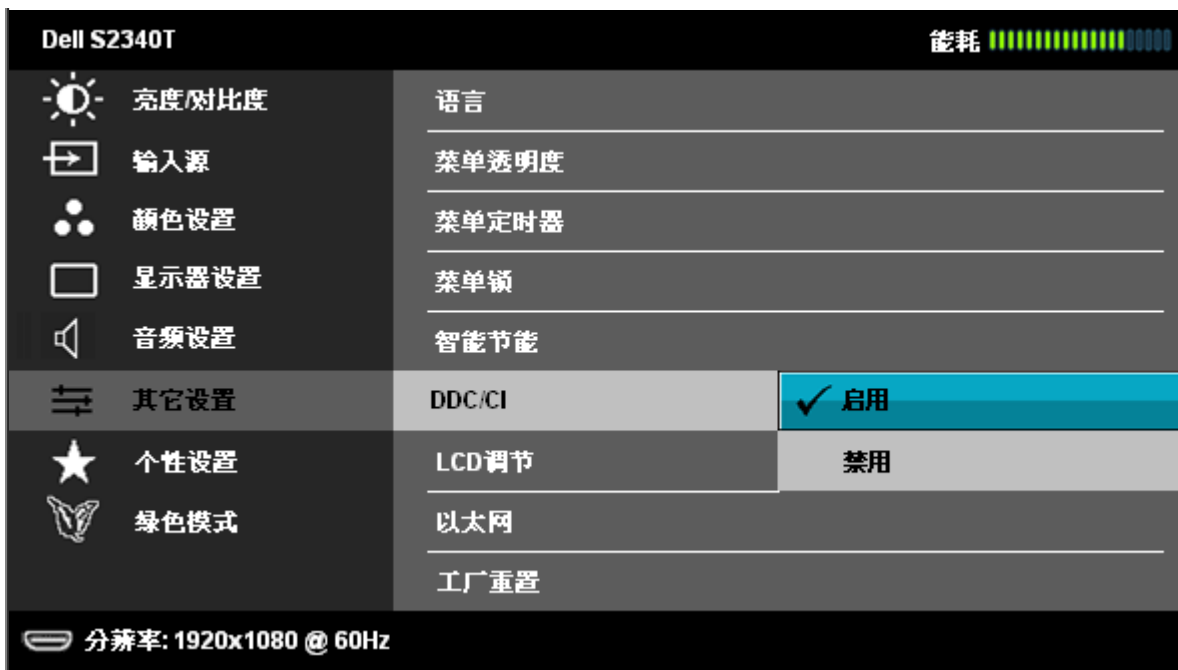 Dell S2340T
能耗
亮度/对比度
语言
输入源
菜单透明度
颜色设置
菜单定时器
显示器设置
菜单锁
音频设置
智能节能
其它设置
DDC/CI
启用
个性设置
LCD调节
禁用
绿色模式
以太网
工厂重置
分辨率: 1920x1080 @ 60Hz